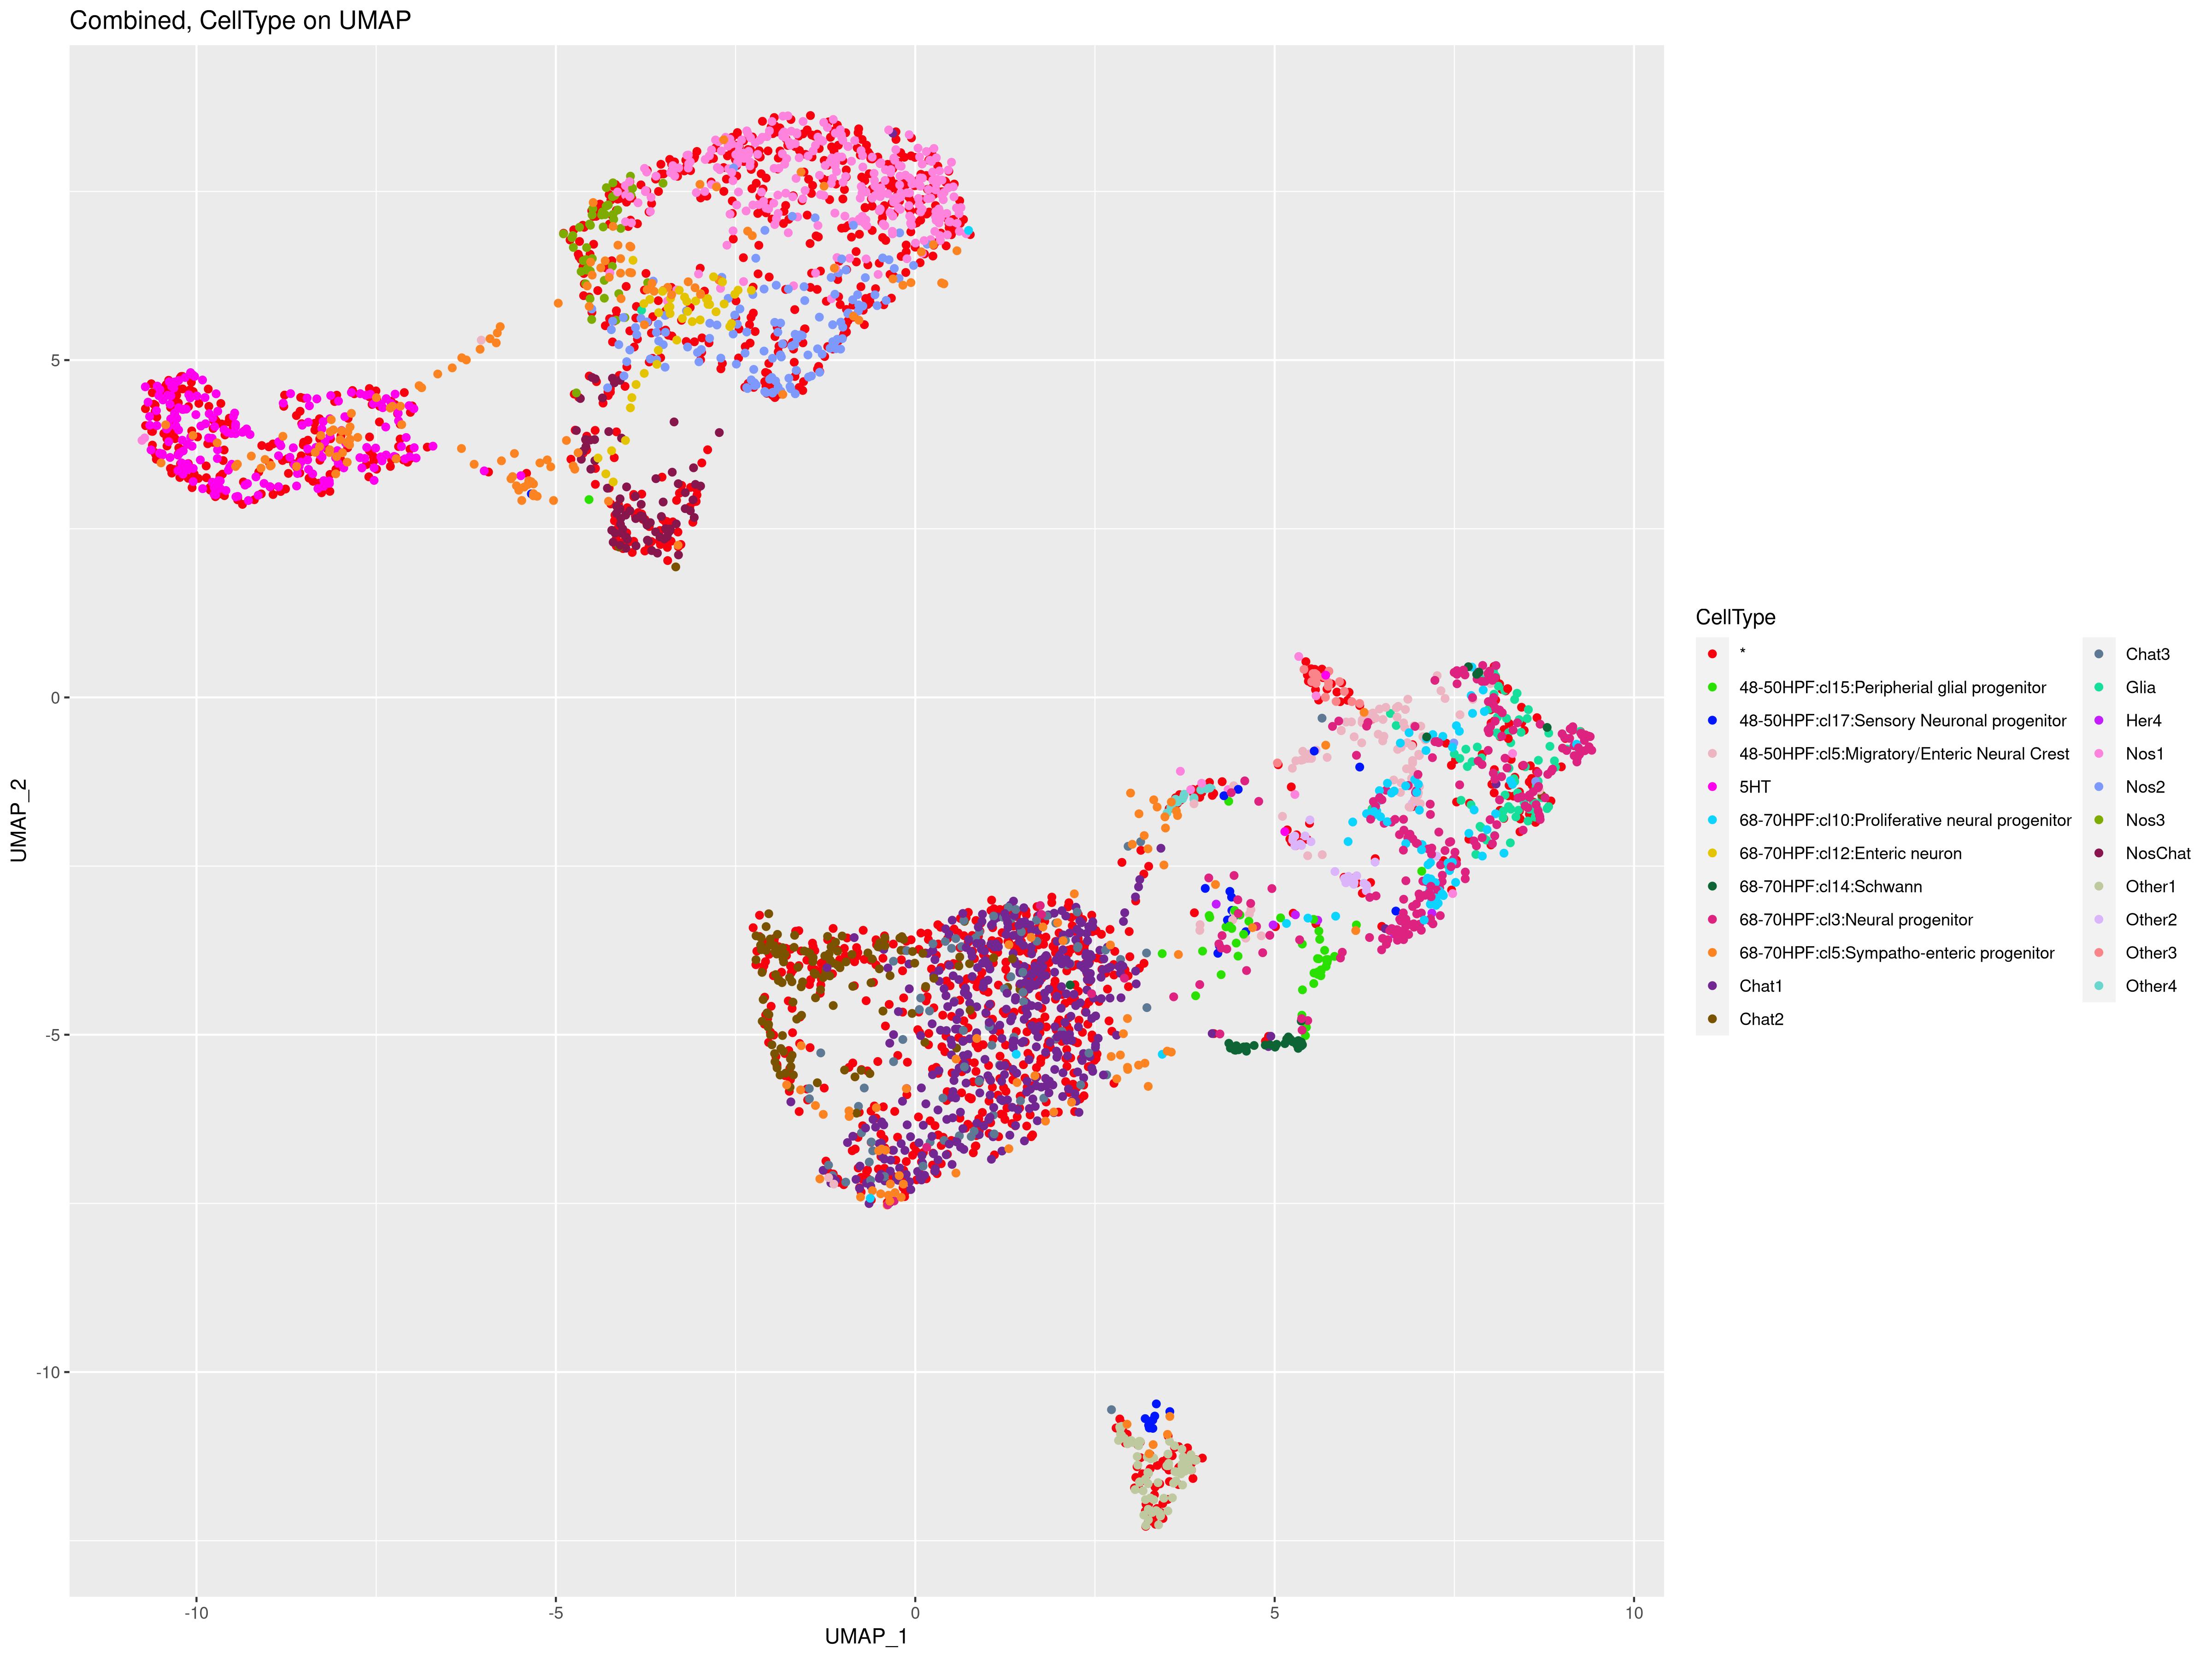 Combined, CellType on UMAP
UMAP_2
5
0
-5
-10
-10
-5
0
5
10
UMAP_1
CellType
*
48-50HPF:cl15:Peripherial glial progenitor
48-50HPF:cl17:Sensory Neuronal progenitor
48-50HPF:cl5:Migratory/Enteric Neural Crest
5HT
68-70HPF:cl10:Proliferative neural progenitor
68-70HPF:cl12:Enteric neuron
68-70HPF:cl14:Schwann
68-70HPF:cl3:Neural progenitor
68-70HPF:cl5:Sympatho-enteric progenitor
Chat1
Chat2
Chat3
Glia
Her4
Nos1
Nos2
Nos3
NosChat
Other1
Other2
Other3
Other4